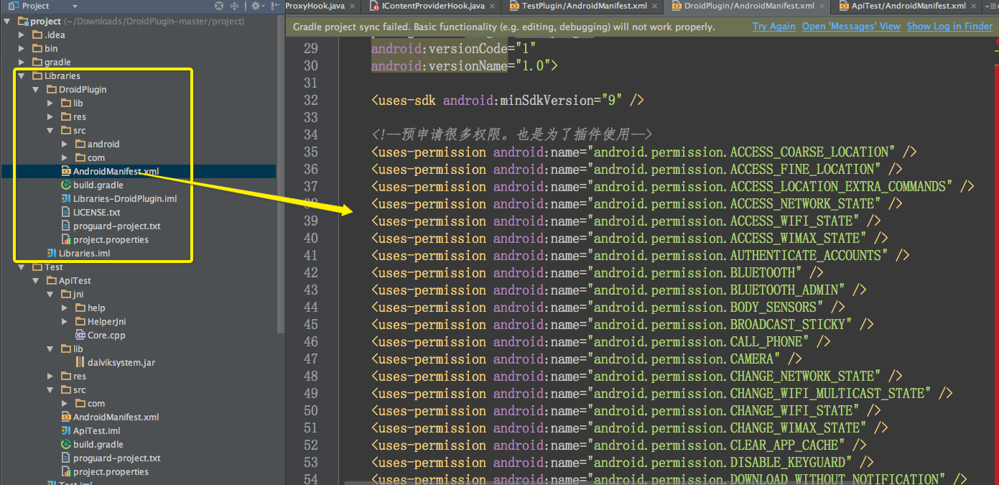 Project
project (~/Downloads/DroidPlugin-master/project)
.idea
bin
gradle
Libraries
DroidPlugin
lib
res
src
android
com
AndroidManifest.xml
build.gradle
Libraries-DroidPlugin.iml
LICENSE.txt
proguard-project.txt
project.properties
Libraries.iml
Test
ApiTest
jni
help
HelperJni
Core.cpp
lib
dalviksystem.jar
res
src
com
AndroidManifest.xml
ApiTest.iml
build.gradle
proguard-project.txt
project.properties
Test.iml
ProxyHook.java
IContentProviderHook.java
TestPlugin/AndroidManifest.xml
DroidPlugin/AndroidManifest.xml
ApiTest/AndroidManifest.xml
Gradle project sync failed. Basic functionality (e.g. editing, debugging) will not work properly. Try Again Open 'Messages' View Show Log in Finder
29 android:versionCode="1"
30 android:versionName="1.0">
31
32 <uses-sdk android:minSdkVersion="9" />
33
34 <!--预申请很多权限。也是为了插件使用-->
35 <uses-permission android:name="android.permission.ACCESS_COARSE_LOCATION" />
36 <uses-permission android:name="android.permission.ACCESS_FINE_LOCATION" />
37 <uses-permission android:name="android.permission.ACCESS_LOCATION_EXTRA_COMMANDS" />
38 <uses-permission android:name="android.permission.ACCESS_NETWORK_STATE" />
39 <uses-permission android:name="android.permission.ACCESS_WIFI_STATE" />
40 <uses-permission android:name="android.permission.ACCESS_WIMAX_STATE" />
41 <uses-permission android:name="android.permission.AUTHENTICATE_ACCOUNTS" />
42 <uses-permission android:name="android.permission.BLUETOOTH" />
43 <uses-permission android:name="android.permission.BLUETOOTH_ADMIN" />
44 <uses-permission android:name="android.permission.BODY_SENSORS" />
45 <uses-permission android:name="android.permission.BROADCAST_STICKY" />
46 <uses-permission android:name="android.permission.CALL_PHONE" />
47 <uses-permission android:name="android.permission.CAMERA" />
48 <uses-permission android:name="android.permission.CHANGE_NETWORK_STATE" />
49 <uses-permission android:name="android.permission.CHANGE_WIFI_MULTICAST_STATE" />
50 <uses-permission android:name="android.permission.CHANGE_WIFI_STATE" />
51 <uses-permission android:name="android.permission.CHANGE_WIMAX_STATE" />
52 <uses-permission android:name="android.permission.CLEAR_APP_CACHE" />
53 <uses-permission android:name="android.permission.DISABLE_KEYGUARD" />
54 <uses-permission android:name="android.permission.DOWNLOAD_WITHOUT_NOTIFICATION" />